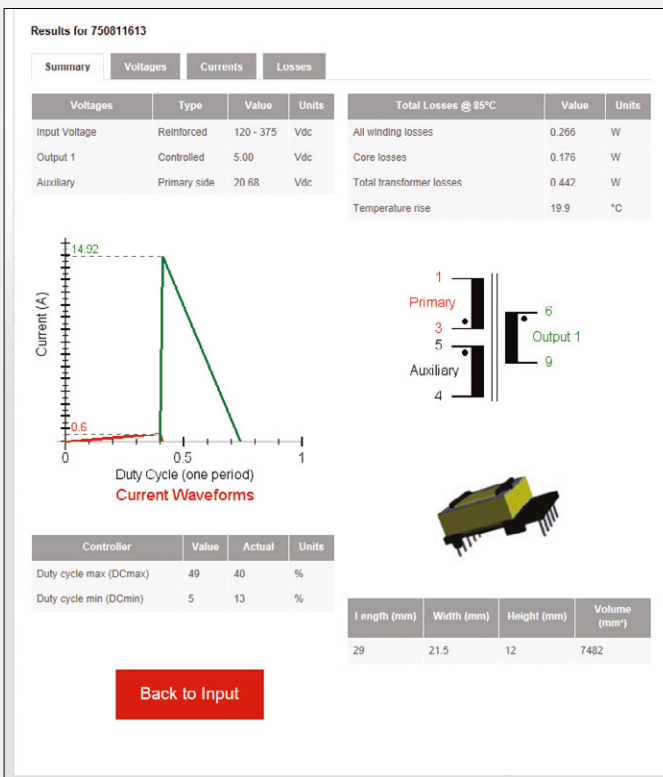 Results for 750811613
Summary Voltages Currents Losses
Voltages Type Value Units
Input Voltage Reinforced 120 - 375 Vdc
Output 1 Controlled 5.00 Vdc
Auxiliary Primary side 20.68 Vdc
Total Losses @ 85°C Value Units
All winding losses 0.266 W
Core losses 0.176 W
Total transformer losses 0.442 W
Temperature rise 19.9 °C
14.92
Current (A)
0.6
0 0.5 1
Duty Cycle (one period)
Current Waveforms
1
Primary
3
5
Auxiliary
4
6
Output 1
9
Controller Value Actual Units
Duty cycle max (DCmax) 49 40 %
Duty cycle min (DCmin) 5 13 %
Length (mm) Width (mm) Height (mm) Volume (mm³)
29 21.5 12 7482
Back to Input